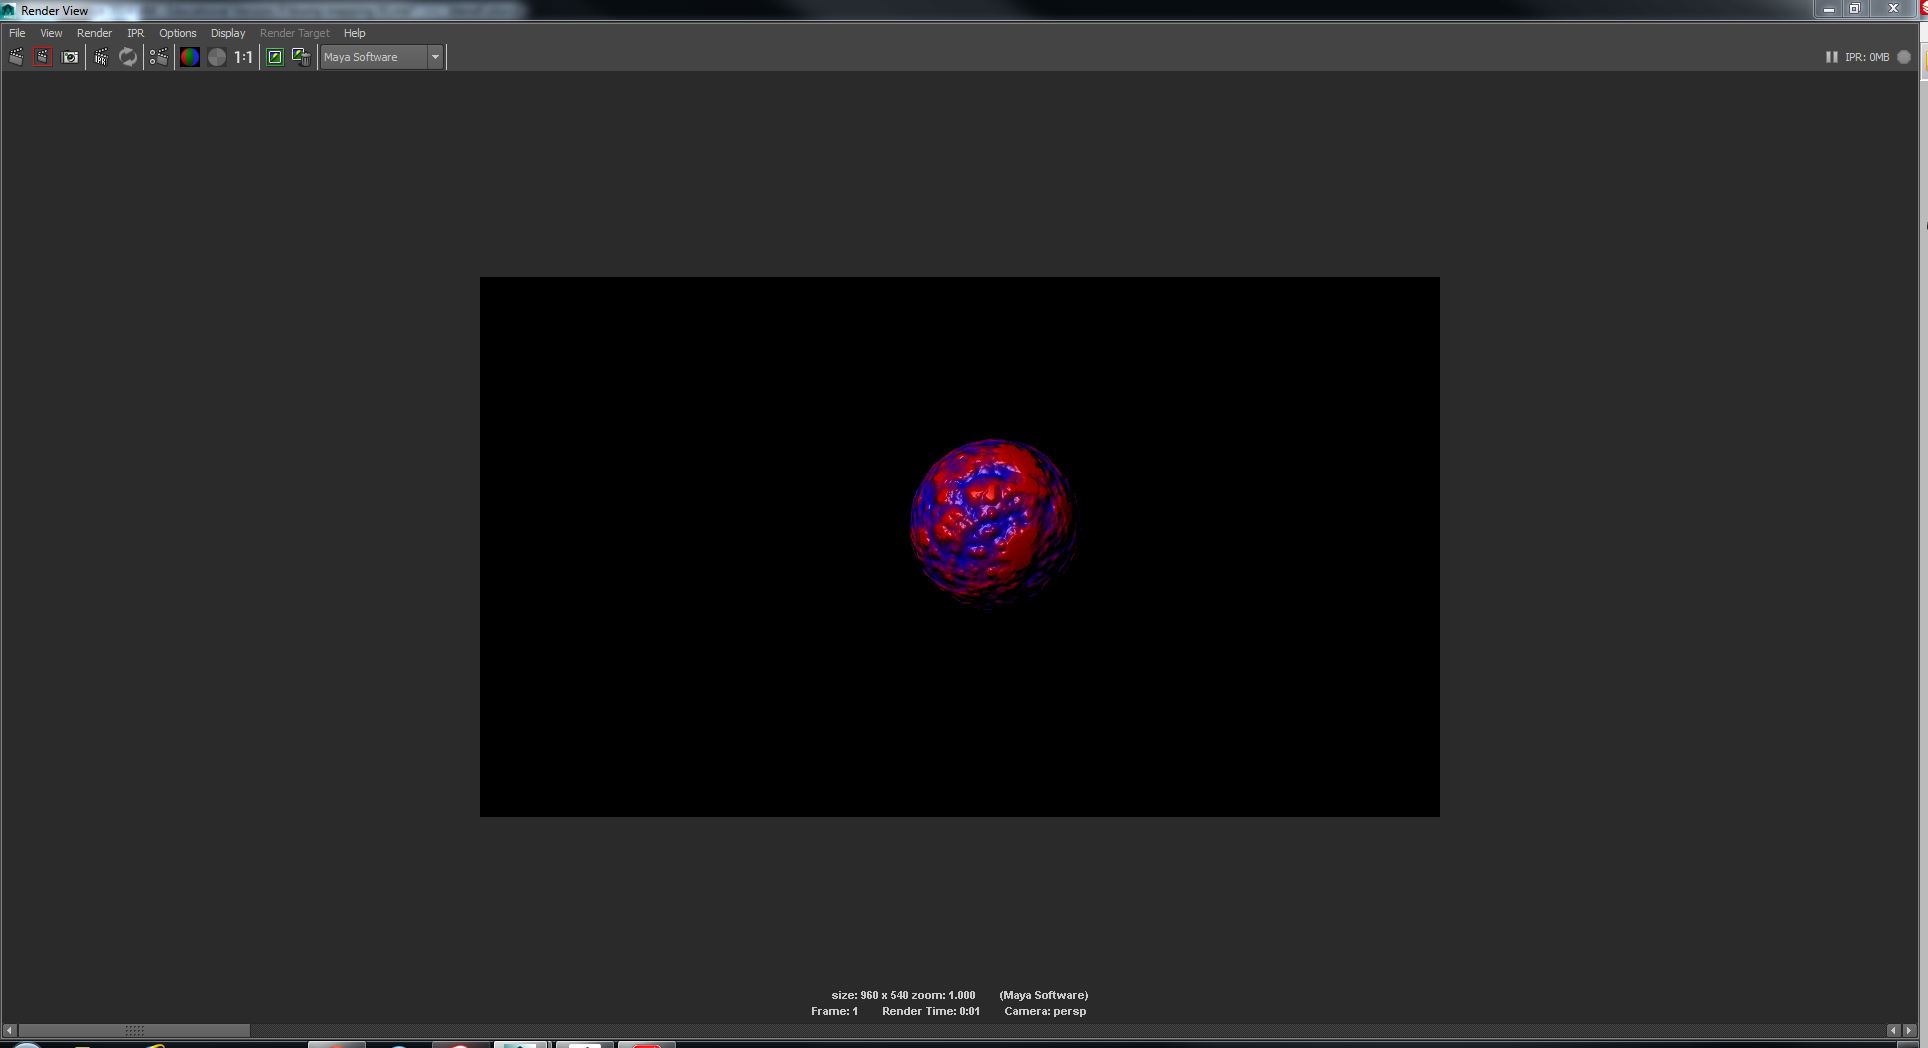 Render View
File View Render IPR Options Display Render Target Help
IPR 1:1 Maya Software IPR: 0MB
size: 960 x 540 zoom: 1.000 (Maya Software)
Frame: 1 Render Time: 0:01 Camera: persp